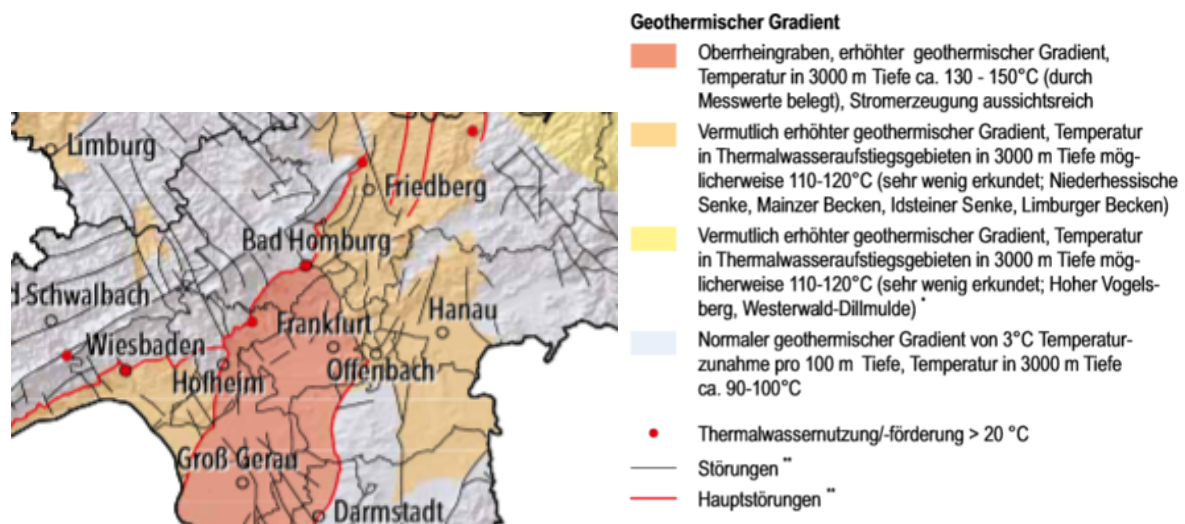 Limburg
Friedberg
Bad Homburg
d Schwalbach
Hanau
Frankfurt
Wiesbaden
Offenbach
Hofheim
Groß Gerau
Darmstadt
Geothermischer Gradient
Oberrheingraben, erhöhter geothermischer Gradient,
Temperatur in 3000 m Tiefe ca. 130 - 150°C (durch
Messwerte belegt), Stromerzeugung aussichtsreich
Vermutlich erhöhter geothermischer Gradient, Temperatur
in Thermalwasseraufstiegsgebieten in 3000 m Tiefe mög-
licherweise 110-120°C (sehr wenig erkundet; Niederhessische
Senke, Mainzer Becken, Idsteiner Senke, Limburger Becken)
Vermutlich erhöhter geothermischer Gradient, Temperatur
in Thermalwasseraufstiegsgebieten in 3000 m Tiefe mög-
licherweise 110-120°C (sehr wenig erkundet; Hoher Vogels-
berg, Westerwald-Dillmulde) *
Normaler geothermischer Gradient von 3°C Temperatur-
zunahme pro 100 m Tiefe, Temperatur in 3000 m Tiefe
ca. 90-100°C
Thermalwassernutzung/-förderung > 20 °C
Störungen **
Hauptstörungen **